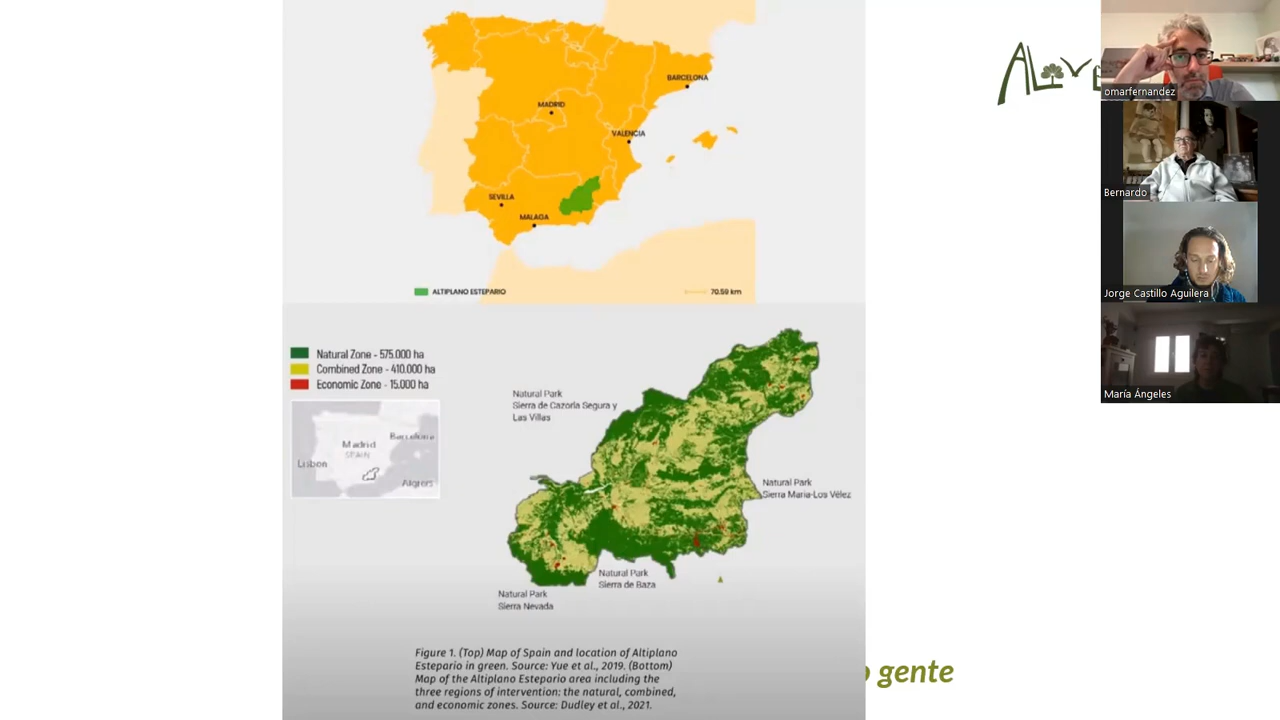 BARCELONA
MADRID
VALENCIA
SEVILLA
MALAGA
ALTIPLANO ESTEPARIO
70.59 km
Natural Zone - 575.000 ha
Combined Zone - 410.000 ha
Economic Zone - 15.000 ha
Madrid
SPAIN
Barcelona
Lisbon
Algiers
Natural Park
Sierra de Cazorla Segura y
Las Villas
Natural Park
Sierra Maria-Los Vélez
Natural Park
Sierra de Baza
Natural Park
Sierra Nevada
Figure 1. (Top) Map of Spain and location of Altiplano
Estepario in green. Source: Yue et al., 2019. (Bottom)
Map of the Altiplano Estepario area including the
three regions of intervention: the natural, combined,
and economic zones. Source: Dudley et al., 2021.
gente
omarfernandez
Bernardo
Jorge Castillo Aguilera
María Ángeles